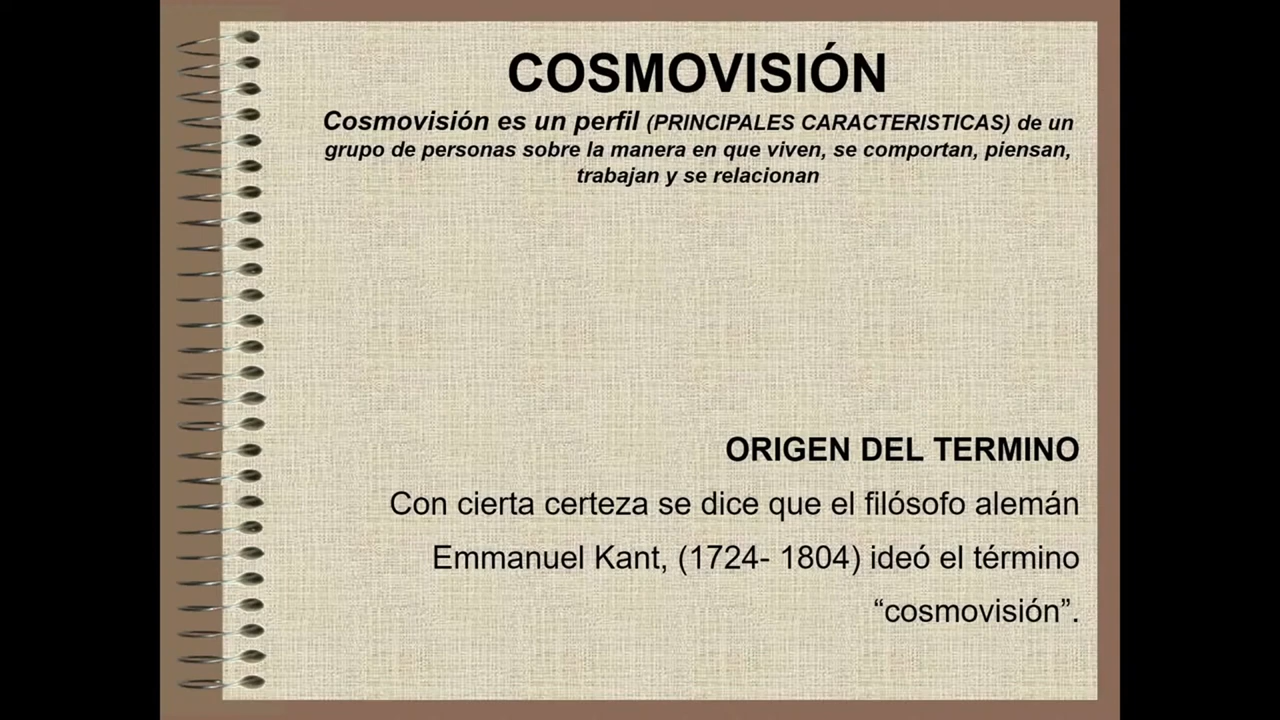 COSMOVISIÓN
Cosmovisión es un perfil (PRINCIPALES CARACTERISTICAS) de un
grupo de personas sobre la manera en que viven, se comportan, piensan,
trabajan y se relacionan
ORIGEN DEL TERMINO
Con cierta certeza se dice que el filósofo alemán
Emmanuel Kant, (1724- 1804) ideó el término
“cosmovisión”.